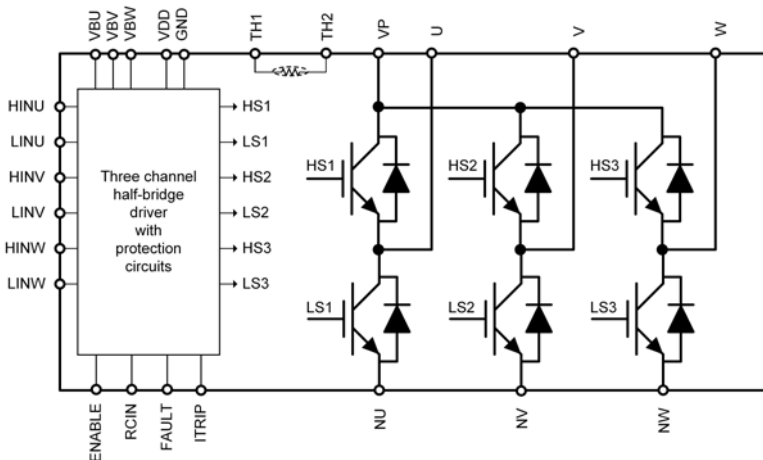 VBU
VBV
VBW
VDD
GND
TH1
TH2
VP
U
V
W
HINU
LINU
HINV
LINV
HINW
LINW
Three channel
half-bridge
driver
with
protection
circuits
HS1
LS1
HS2
LS2
HS3
LS3
HS1
HS2
HS3
LS1
LS2
LS3
ENABLE
RCIN
FAULT
ITRIP
NU
NV
NW